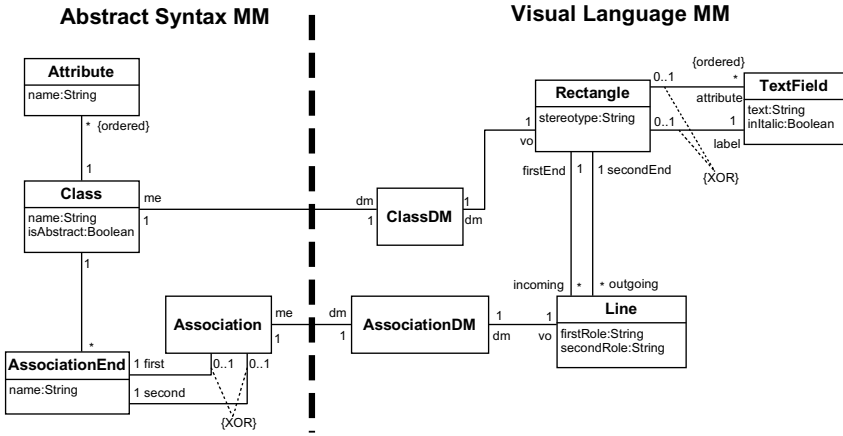 Abstract Syntax MM
Visual Language MM
Attribute
name:String
* {ordered}
1
Class
name:String
isAbstract:Boolean
me
1
1
*
AssociationEnd
name:String
1 first
1 second
0..1
0..1
{XOR}
Association
me
1
dm
1
ClassDM
1
dm
dm
1
AssociationDM
1
dm
1
vo
Rectangle
stereotype:String
1
vo
0..1
{ordered}
*
attribute
0..1
1
label
{XOR}
TextField
text:String
inItalic:Boolean
firstEnd
1
1 secondEnd
incoming
*
* outgoing
Line
firstRole:String
secondRole:String